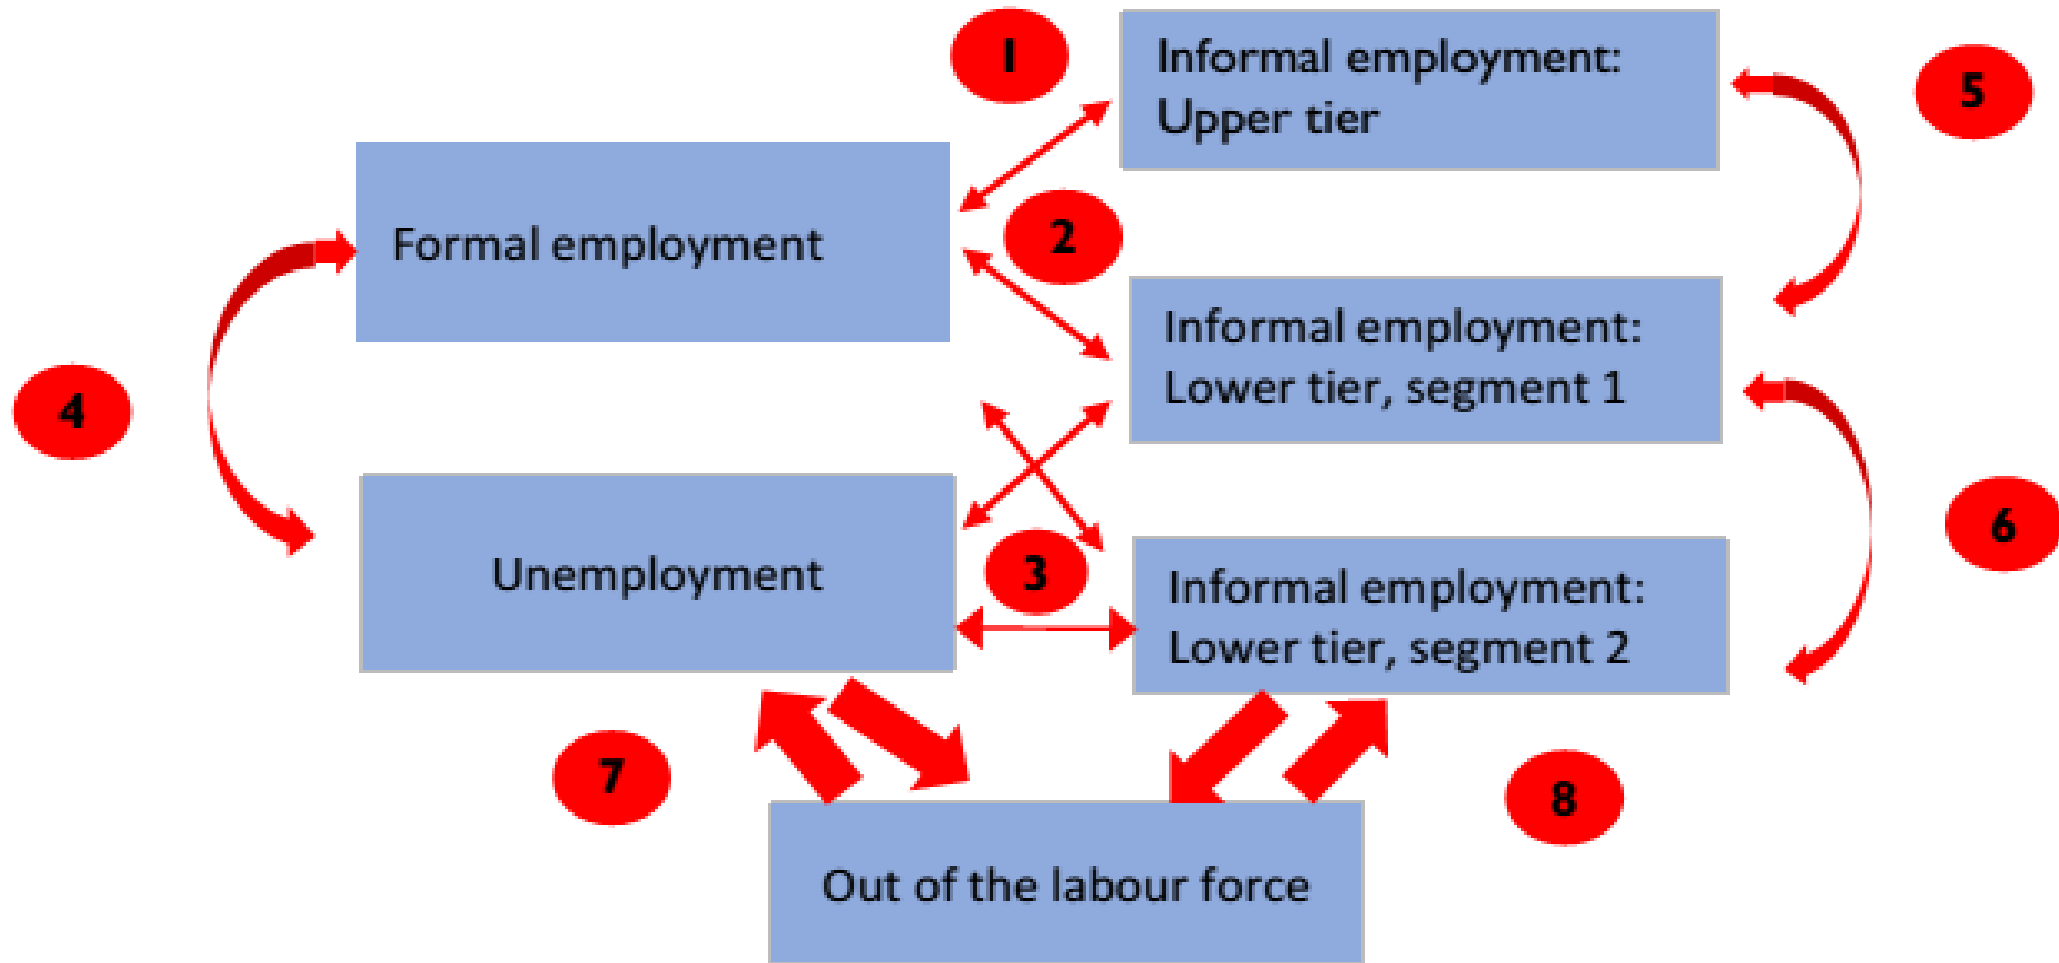 1
Informal employment:
Upper tier
5
Formal employment
2
Informal employment:
Lower tier, segment 1
4
6
Unemployment
3
Informal employment:
Lower tier, segment 2
7
8
Out of the labour force